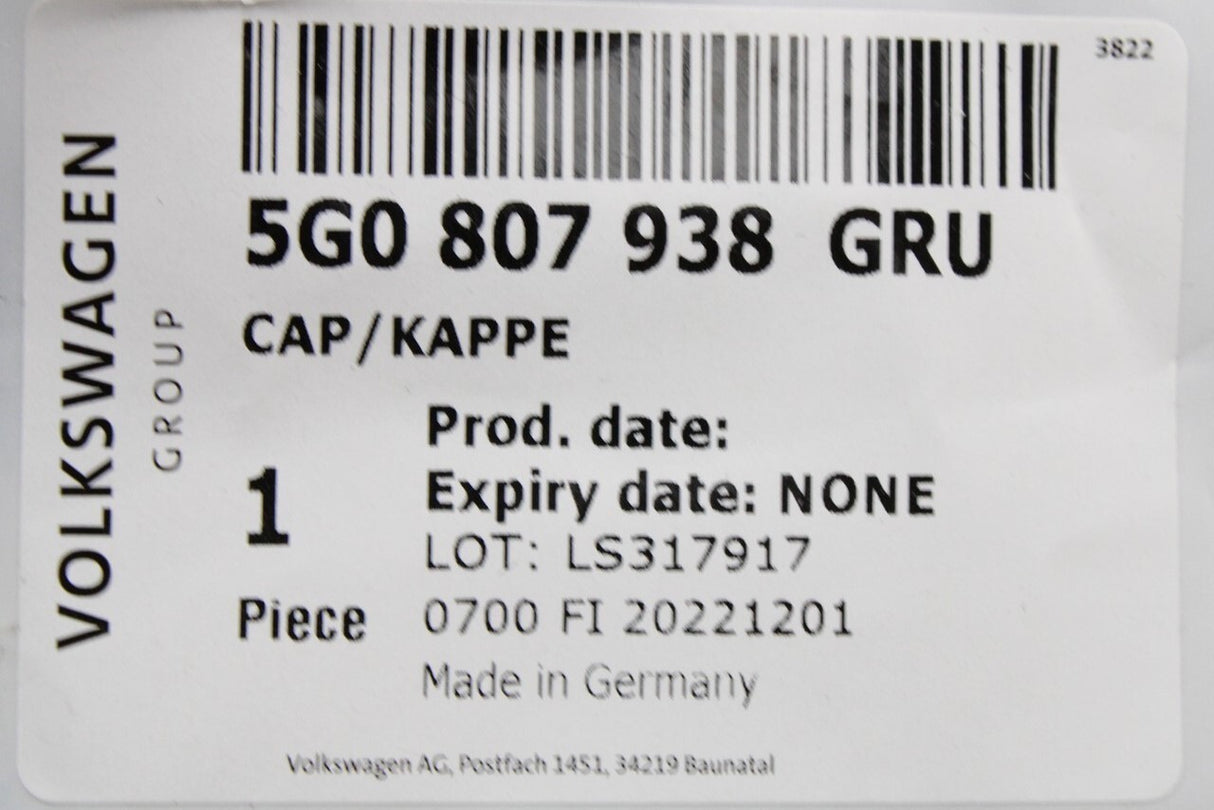 3822
VOLKSWAGEN
GROUP
5G0 807 938 GRU
CAP/KAPPE
1
Piece
Prod. date:
Expiry date: NONE
LOT: LS317917
0700 FI 20221201
Made in Germany
Volkswagen AG, Postfach 1451, 34219 Baunatal